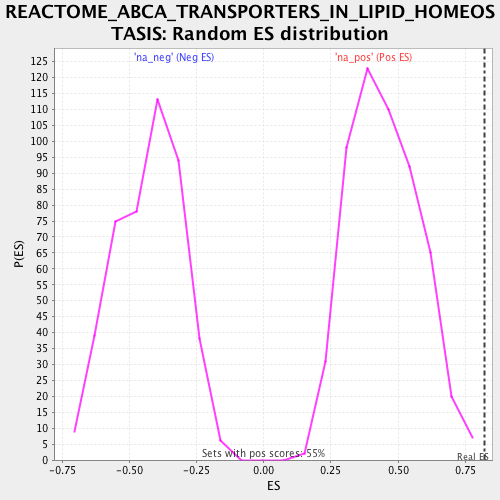 REACTOME_ABCA_TRANSPORTERS_IN_LIPID_HOMEOS
TASIS: Random ES distribution
'na_neg' (Neg ES)
'na_pos' (Pos ES)
125
120
115
110
105
100
95
90
85
80
75
70
65
60
55
50
45
40
35
30
25
20
15
10
5
0
P(ES)
Sets with pos scores: 55%
Real ES
-0.75 -0.50 -0.25 0.00 0.25 0.50 0.75
ES